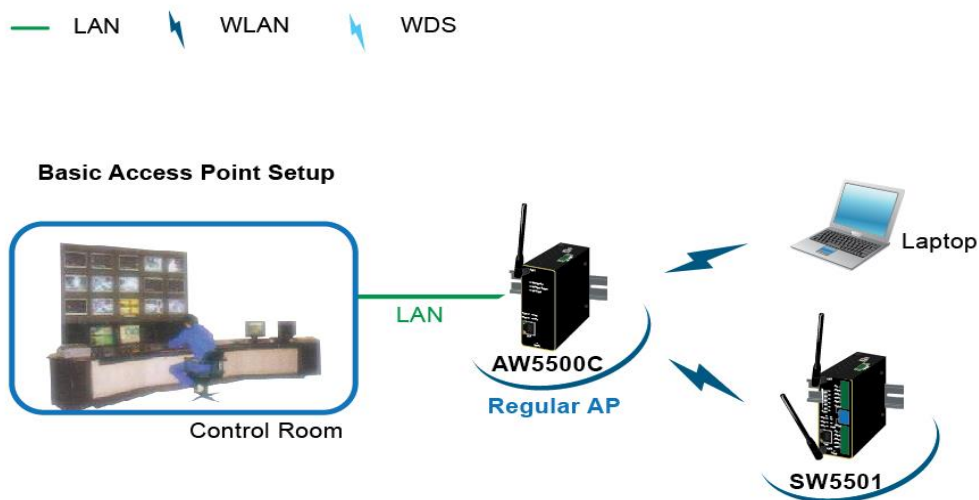 LAN WLAN WDS
Basic Access Point Setup
LAN
Laptop
AW5500C
Regular AP
Control Room
SW5501